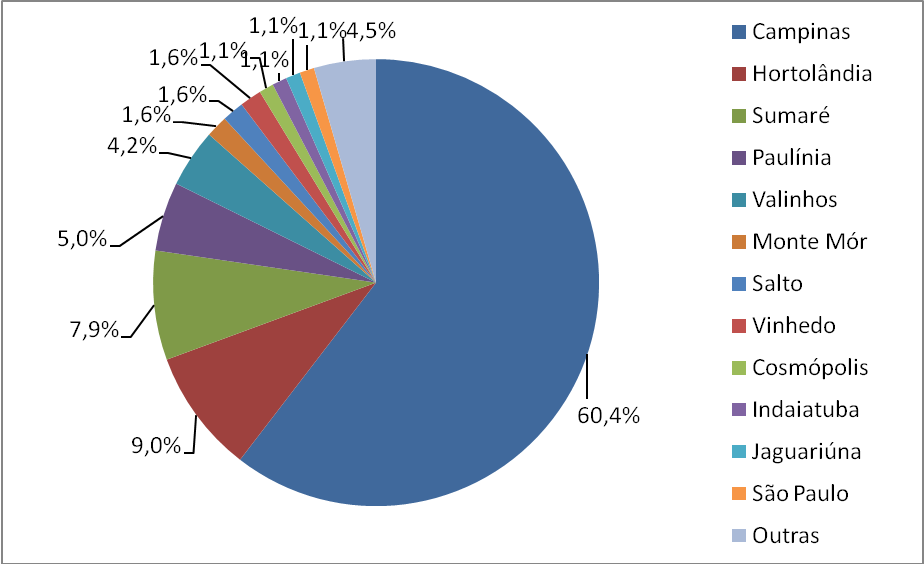 1,1%
1,1%
4,5%
1,6%
1,1%
1,1%
1,6%
1,6%
4,2%
5,0%
7,9%
9,0%
60,4%
Campinas
Hortolândia
Sumaré
Paulínia
Valinhos
Monte Mór
Salto
Vinhedo
Cosmópolis
Indaiatuba
Jaguariúna
São Paulo
Outras